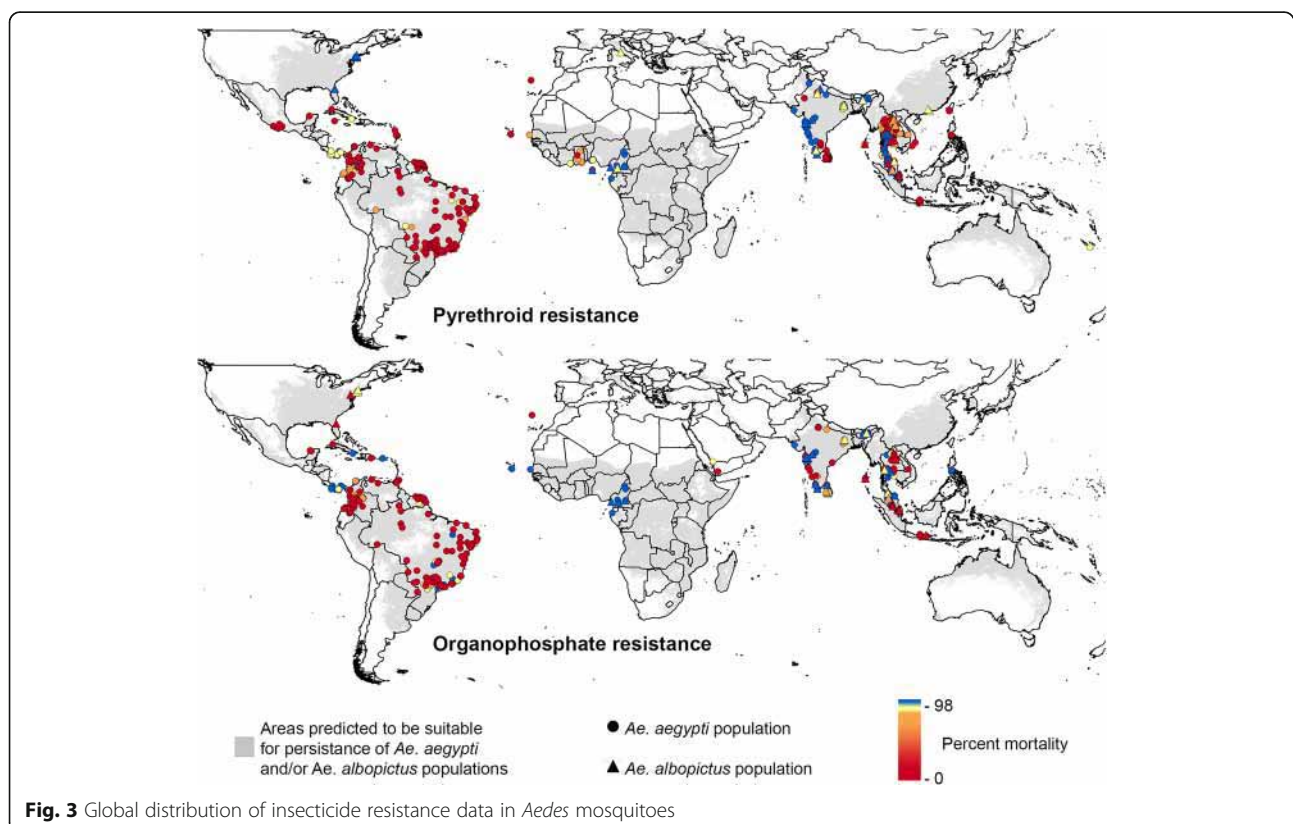 Pyrethroid resistance
Organophosphate resistance
Areas predicted to be suitable
for persistance of Ae. aegypti
and/or Ae. albopictus populations
Ae. aegypti population
Ae. albopictus population
- 98
Percent mortality
- 0
Fig. 3 Global distribution of insecticide resistance data in Aedes mosquitoes